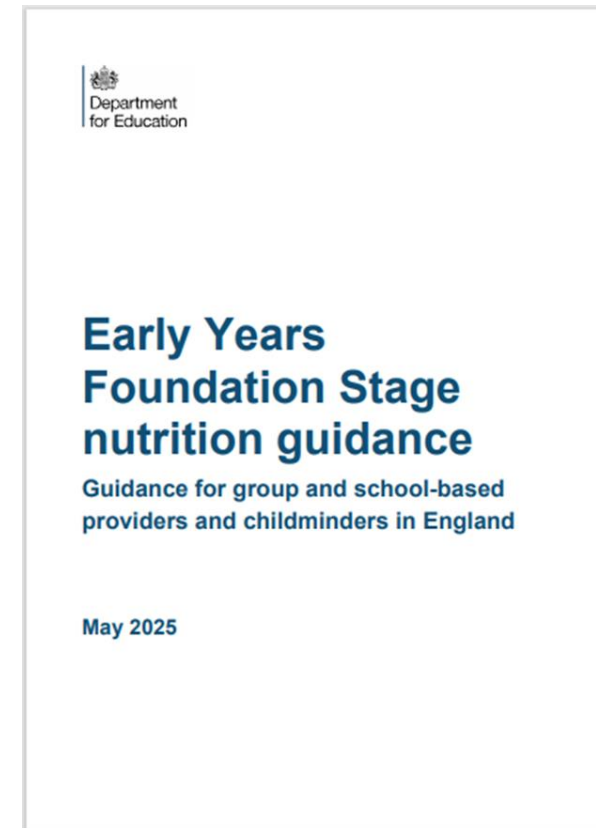 Department
for Education
Early Years
Foundation Stage
nutrition guidance
Guidance for group and school-based
providers and childminders in England
May 2025